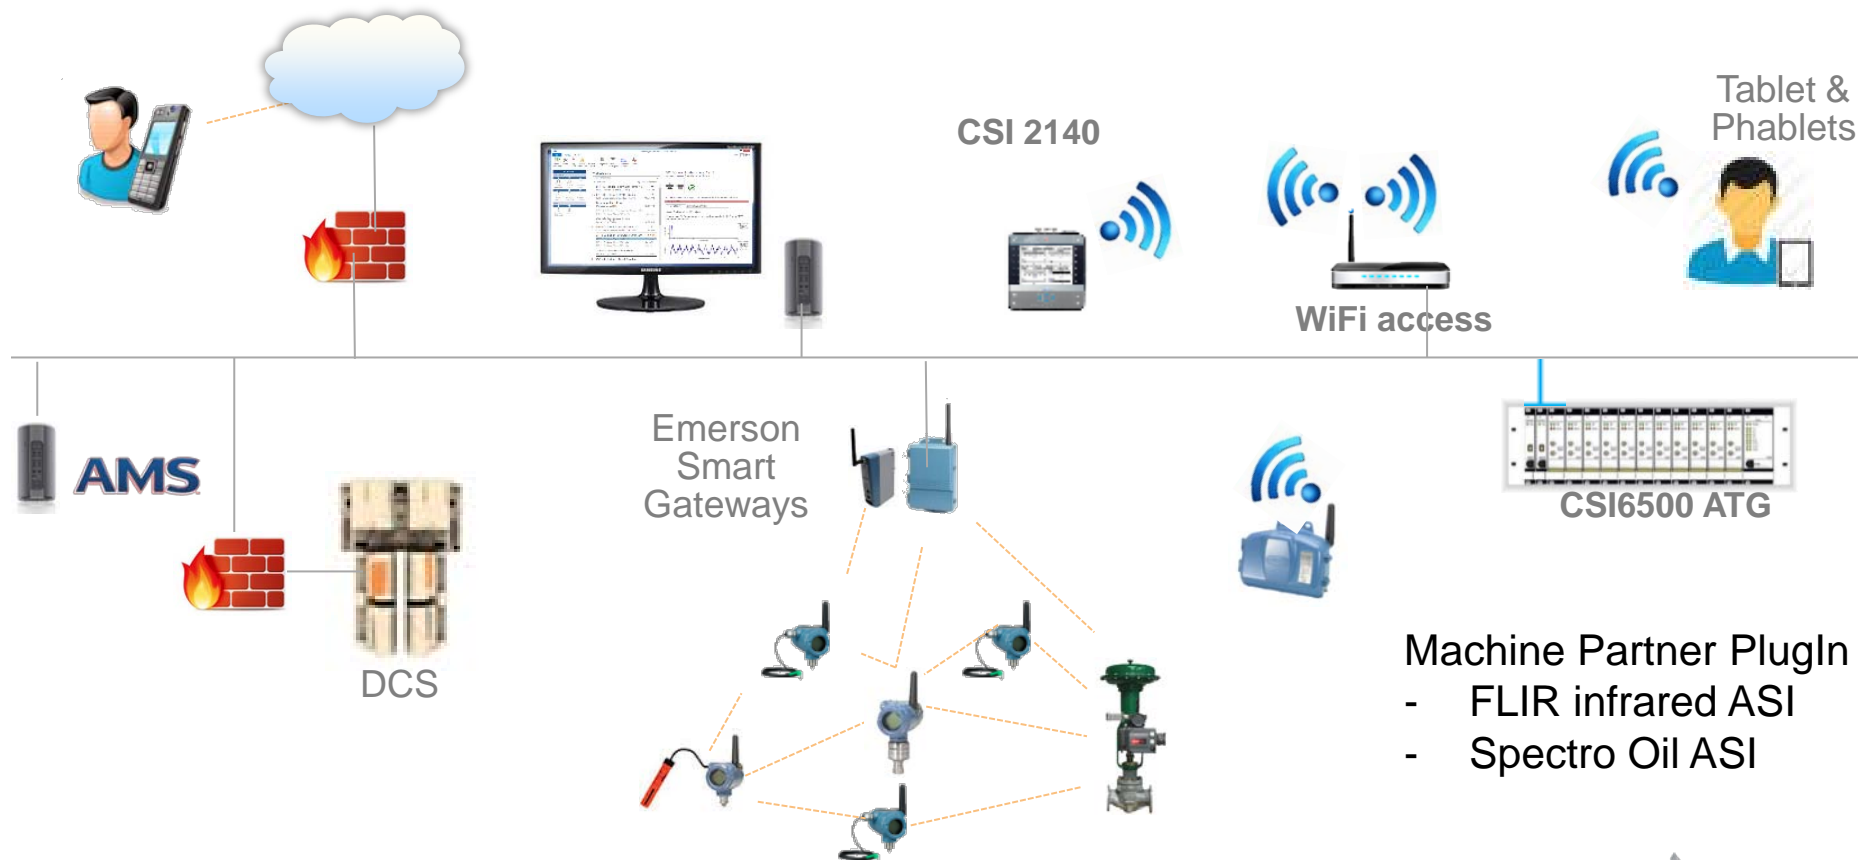 CSI 2140
Tablet &
Phablets
WiFi access
AMS
Emerson
Smart
Gateways
CSI6500 ATG
DCS
Machine Partner PlugIn
- FLIR infrared ASI
- Spectro Oil ASI